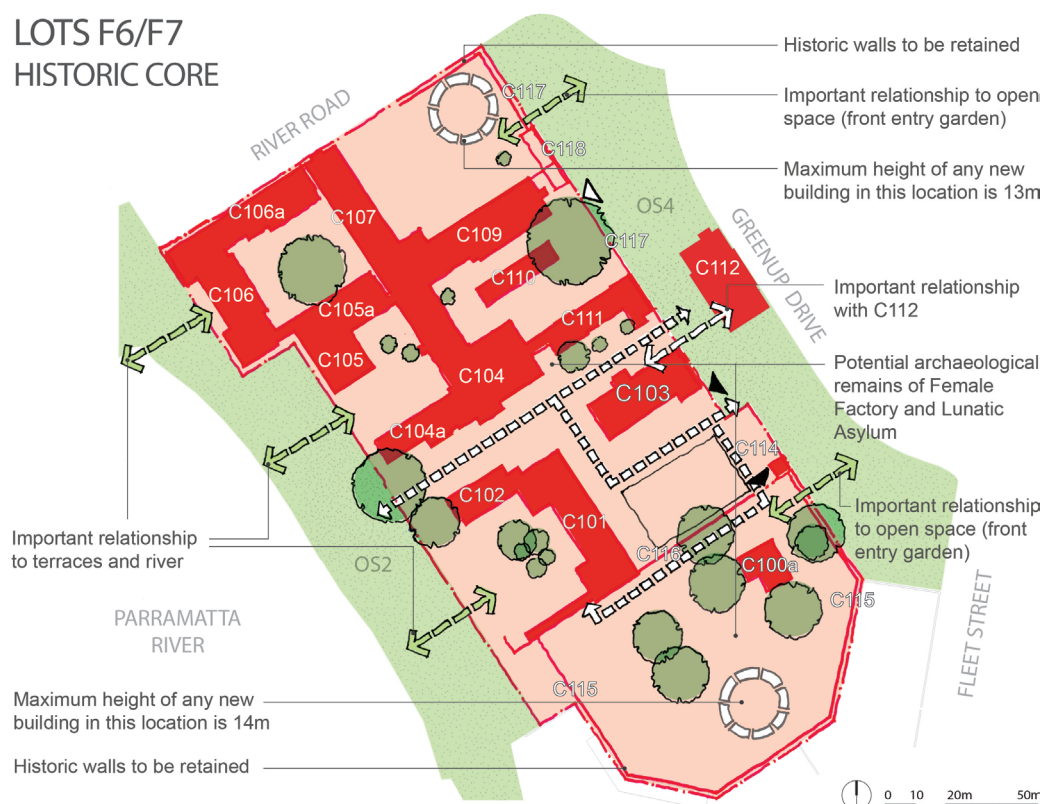 LOTS F6/F7
HISTORIC CORE
RIVER ROAD
Historic walls to be retained
C117
Important relationship to open
space (front entry garden)
C118
Maximum height of any new
building in this location is 13m
C106a
C107
C109
OS4
GREENUP DRIVE
C117
C110
C112
C106
C105a
Important relationship
with C112
C111
C105
C104
C103
Potential archaeological
remains of Female
Factory and Lunatic
Asylum
C104a
C114
C102
C101
Important relationship
to open space (front
entry garden)
Important relationship
to terraces and river
C116
C100a
OS2
C115
PARRAMATTA
RIVER
FLEET STREET
C115
Maximum height of any new
building in this location is 14m
Historic walls to be retained
0 10 20m 50m